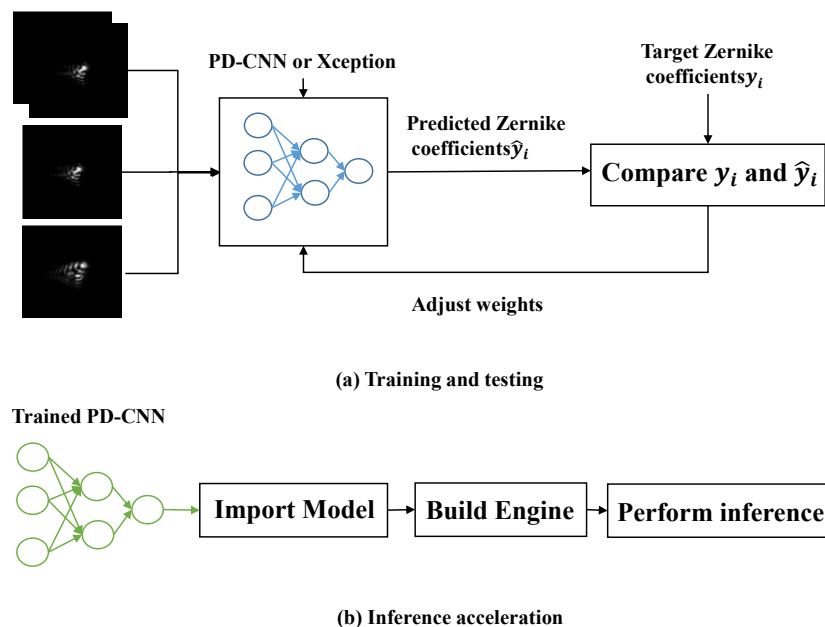 PD-CNN or Xception
Target Zernike
coefficients𝒚ᵢ
Predicted Zernike
coefficients𝒚̂ᵢ
Compare 𝒚ᵢ and 𝒚̂ᵢ
Adjust weights
(a) Training and testing
Trained PD-CNN
Import Model
Build Engine
Perform inference
(b) Inference acceleration